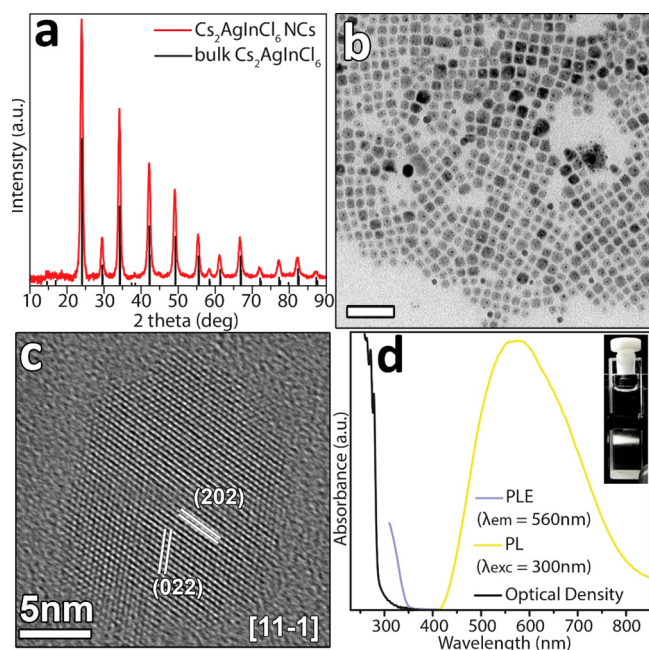 a
Cs₂AgInCl₆ NCs
bulk Cs₂AgInCl₆
Intensity (a.u.)
10 20 30 40 50 60 70 80 90
2 theta (deg)
b
c
(202)
(022)
5nm
[11-1]
d
Absorbance (a.u.)
PLE
(λem = 560nm)
PL
(λexc = 300nm)
Optical Density
300 400 500 600 700 800
Wavelength (nm)